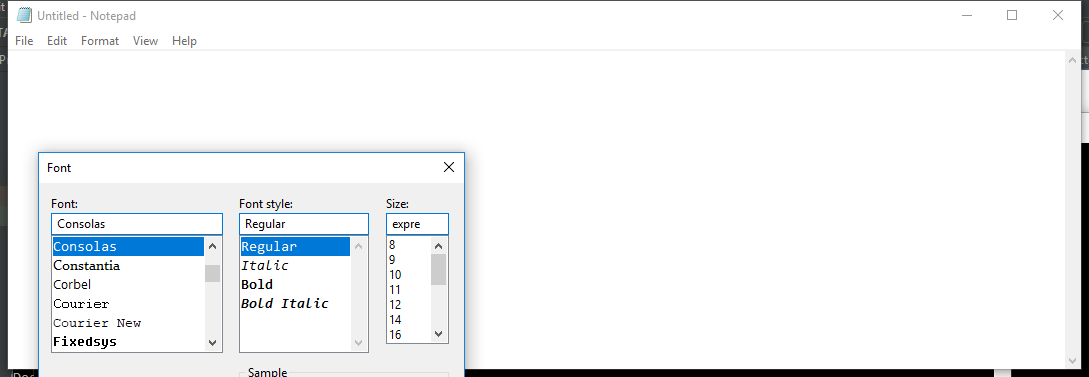 Untitled - Notepad
File Edit Format View Help
Font
Font: Font style: Size:
Consolas Regular expre
Consolas Regular 8
Constantia Italic 9
Corbel Bold 10
Courier Bold Italic 11
Courier New 12
Fixedsys 14
16
Sample